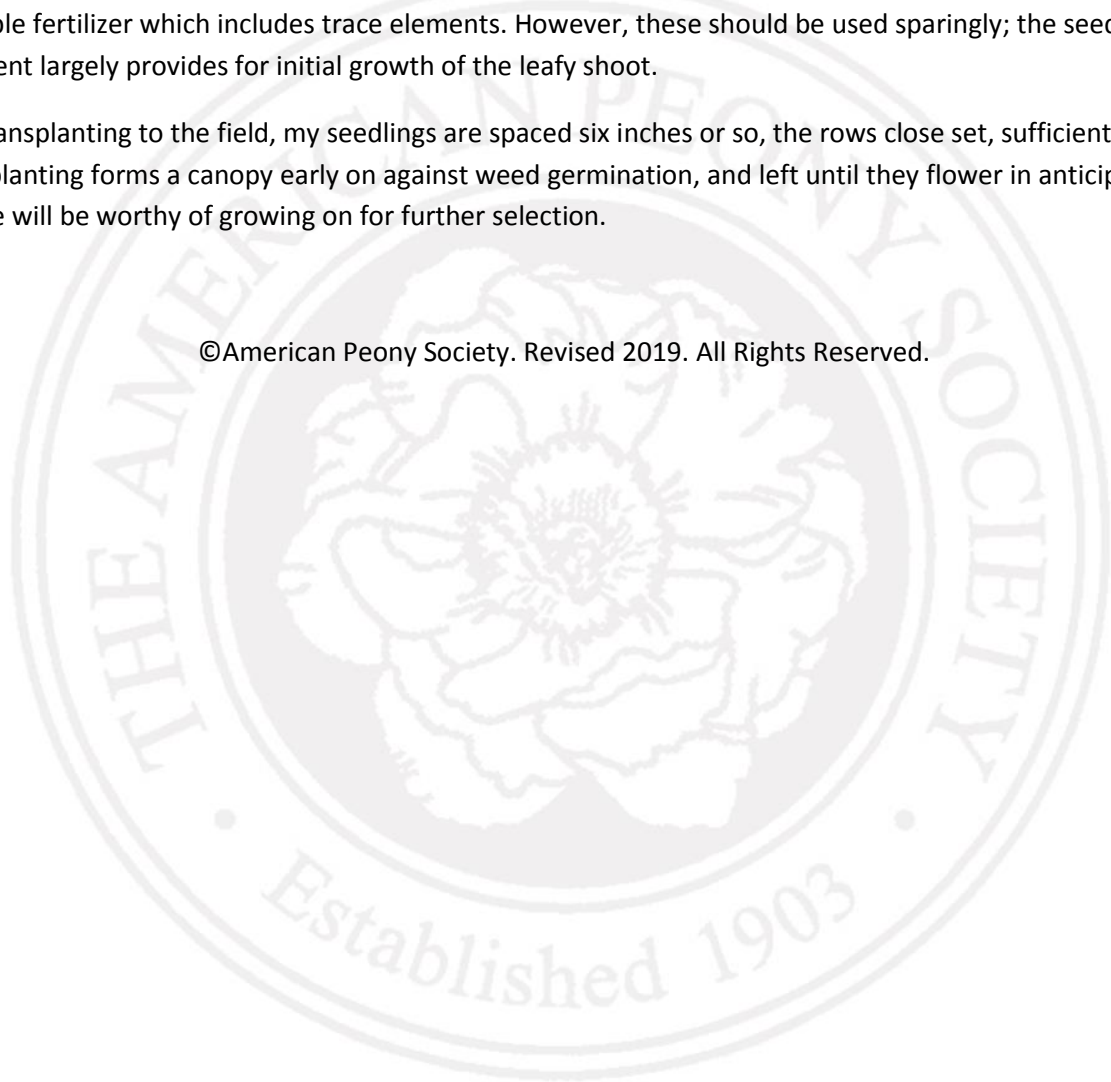 ble fertilizer which includes trace elements. However, these should be used sparingly; the seed
ent largely provides for initial growth of the leafy shoot.
ansplanting to the field, my seedlings are spaced six inches or so, the rows close set, sufficient
planting forms a canopy early on against weed germination, and left until they flower in anticip
e will be worthy of growing on for further selection.
©American Peony Society. Revised 2019. All Rights Reserved.
THE AMERICAN PEONY SOCIETY
Established 1903